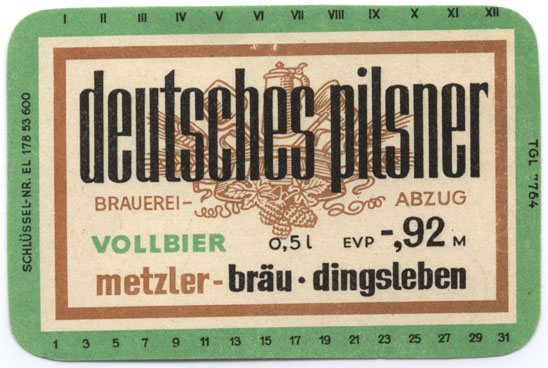 I II III IV V VI VII VIII IX X XI XII
deutsches pilsner
BRAUEREI- ABZUG
VOLLBIER 0,5 l EVP -,92 M
metzler-bräu · dingsleben
SCHLÜSSEL-NR. EL 178 53 600
TGL 7764
1 3 5 7 9 11 13 15 17 19 21 23 25 27 29 31